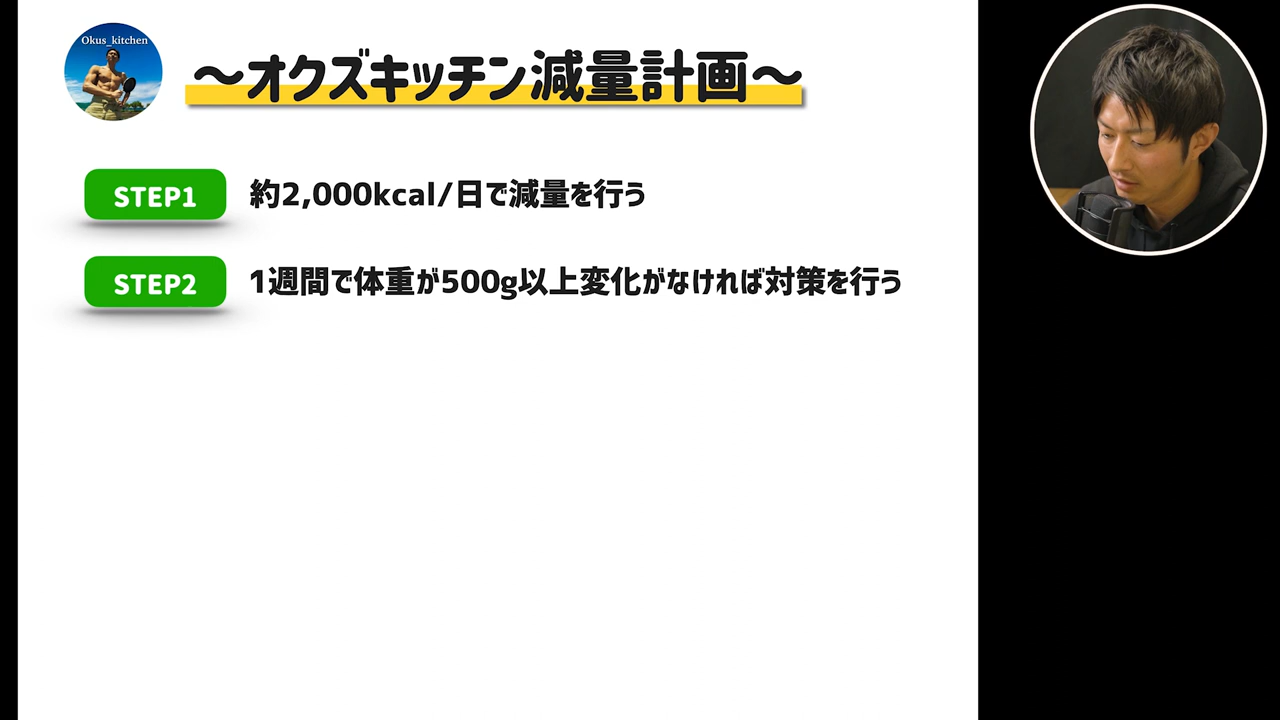 Okus_kitchen
～オクズキッチン減量計画～
STEP1 約2,000kcal/日で減量を行う
STEP2 1週間で体重が500g以上変化がなければ対策を行う